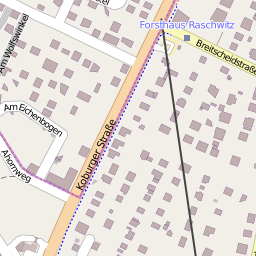 Forsthaus Raschwitz
Breitscheidstraße
Am Wolfswinkel
Am Eichenbogen
Ahornweg
Koburger Straße